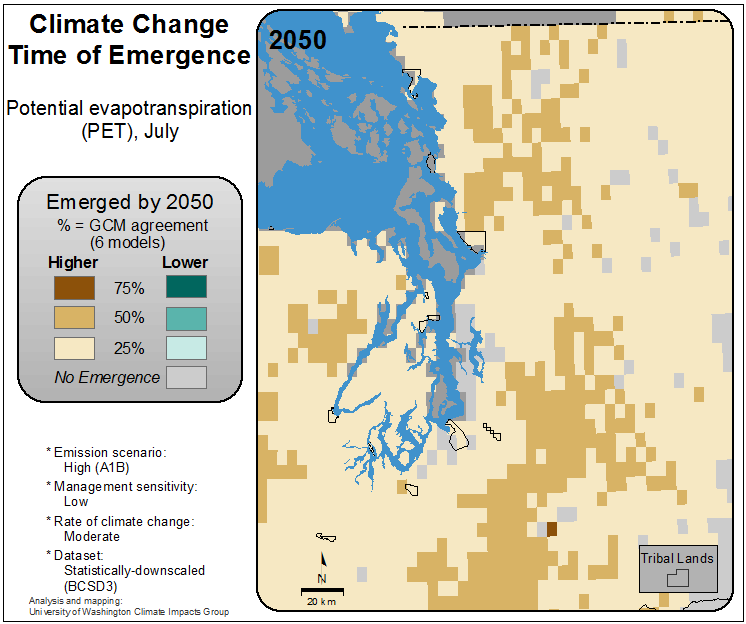 Climate Change
Time of Emergence
Potential evapotranspiration
(PET), July
Emerged by 2050
% = GCM agreement
(6 models)
Higher Lower
75%
50%
25%
No Emergence
* Emission scenario:
High (A1B)
* Management sensitivity:
Low
* Rate of climate change:
Moderate
* Dataset:
Statistically-downscaled
(BCSD3)
Analysis and mapping:
University of Washington Climate Impacts Group
2050
N
20 km
Tribal Lands